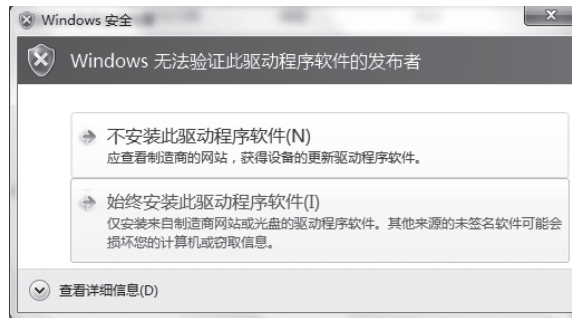 Windows 安全
Windows 无法验证此驱动程序软件的发布者
不安装此驱动程序软件(N)
应查看制造商的网站，获得设备的更新驱动程序软件。
始终安装此驱动程序软件(I)
仅安装来自制造商网站或光盘的驱动程序软件。其他来源的未签名软件可能会
损坏您的计算机或窃取信息。
查看详细信息(D)